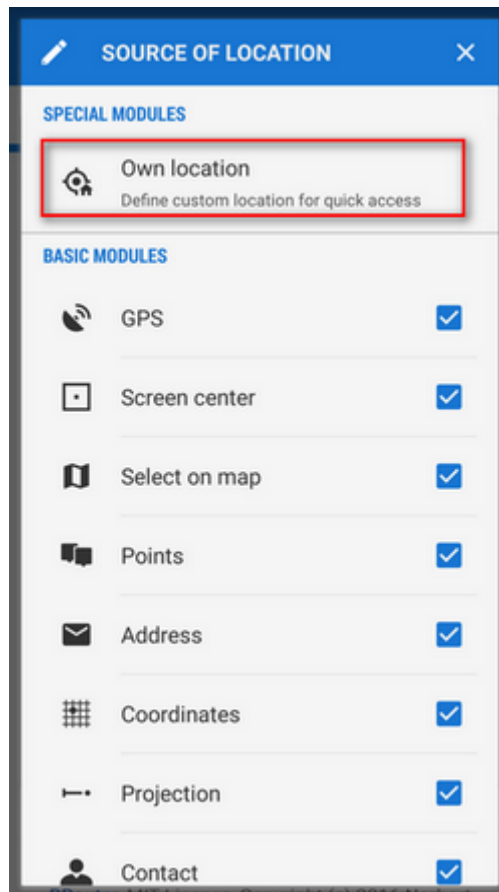 SOURCE OF LOCATION
SPECIAL MODULES
Own location
Define custom location for quick access
BASIC MODULES
GPS
Screen center
Select on map
Points
Address
Coordinates
Projection
Contact